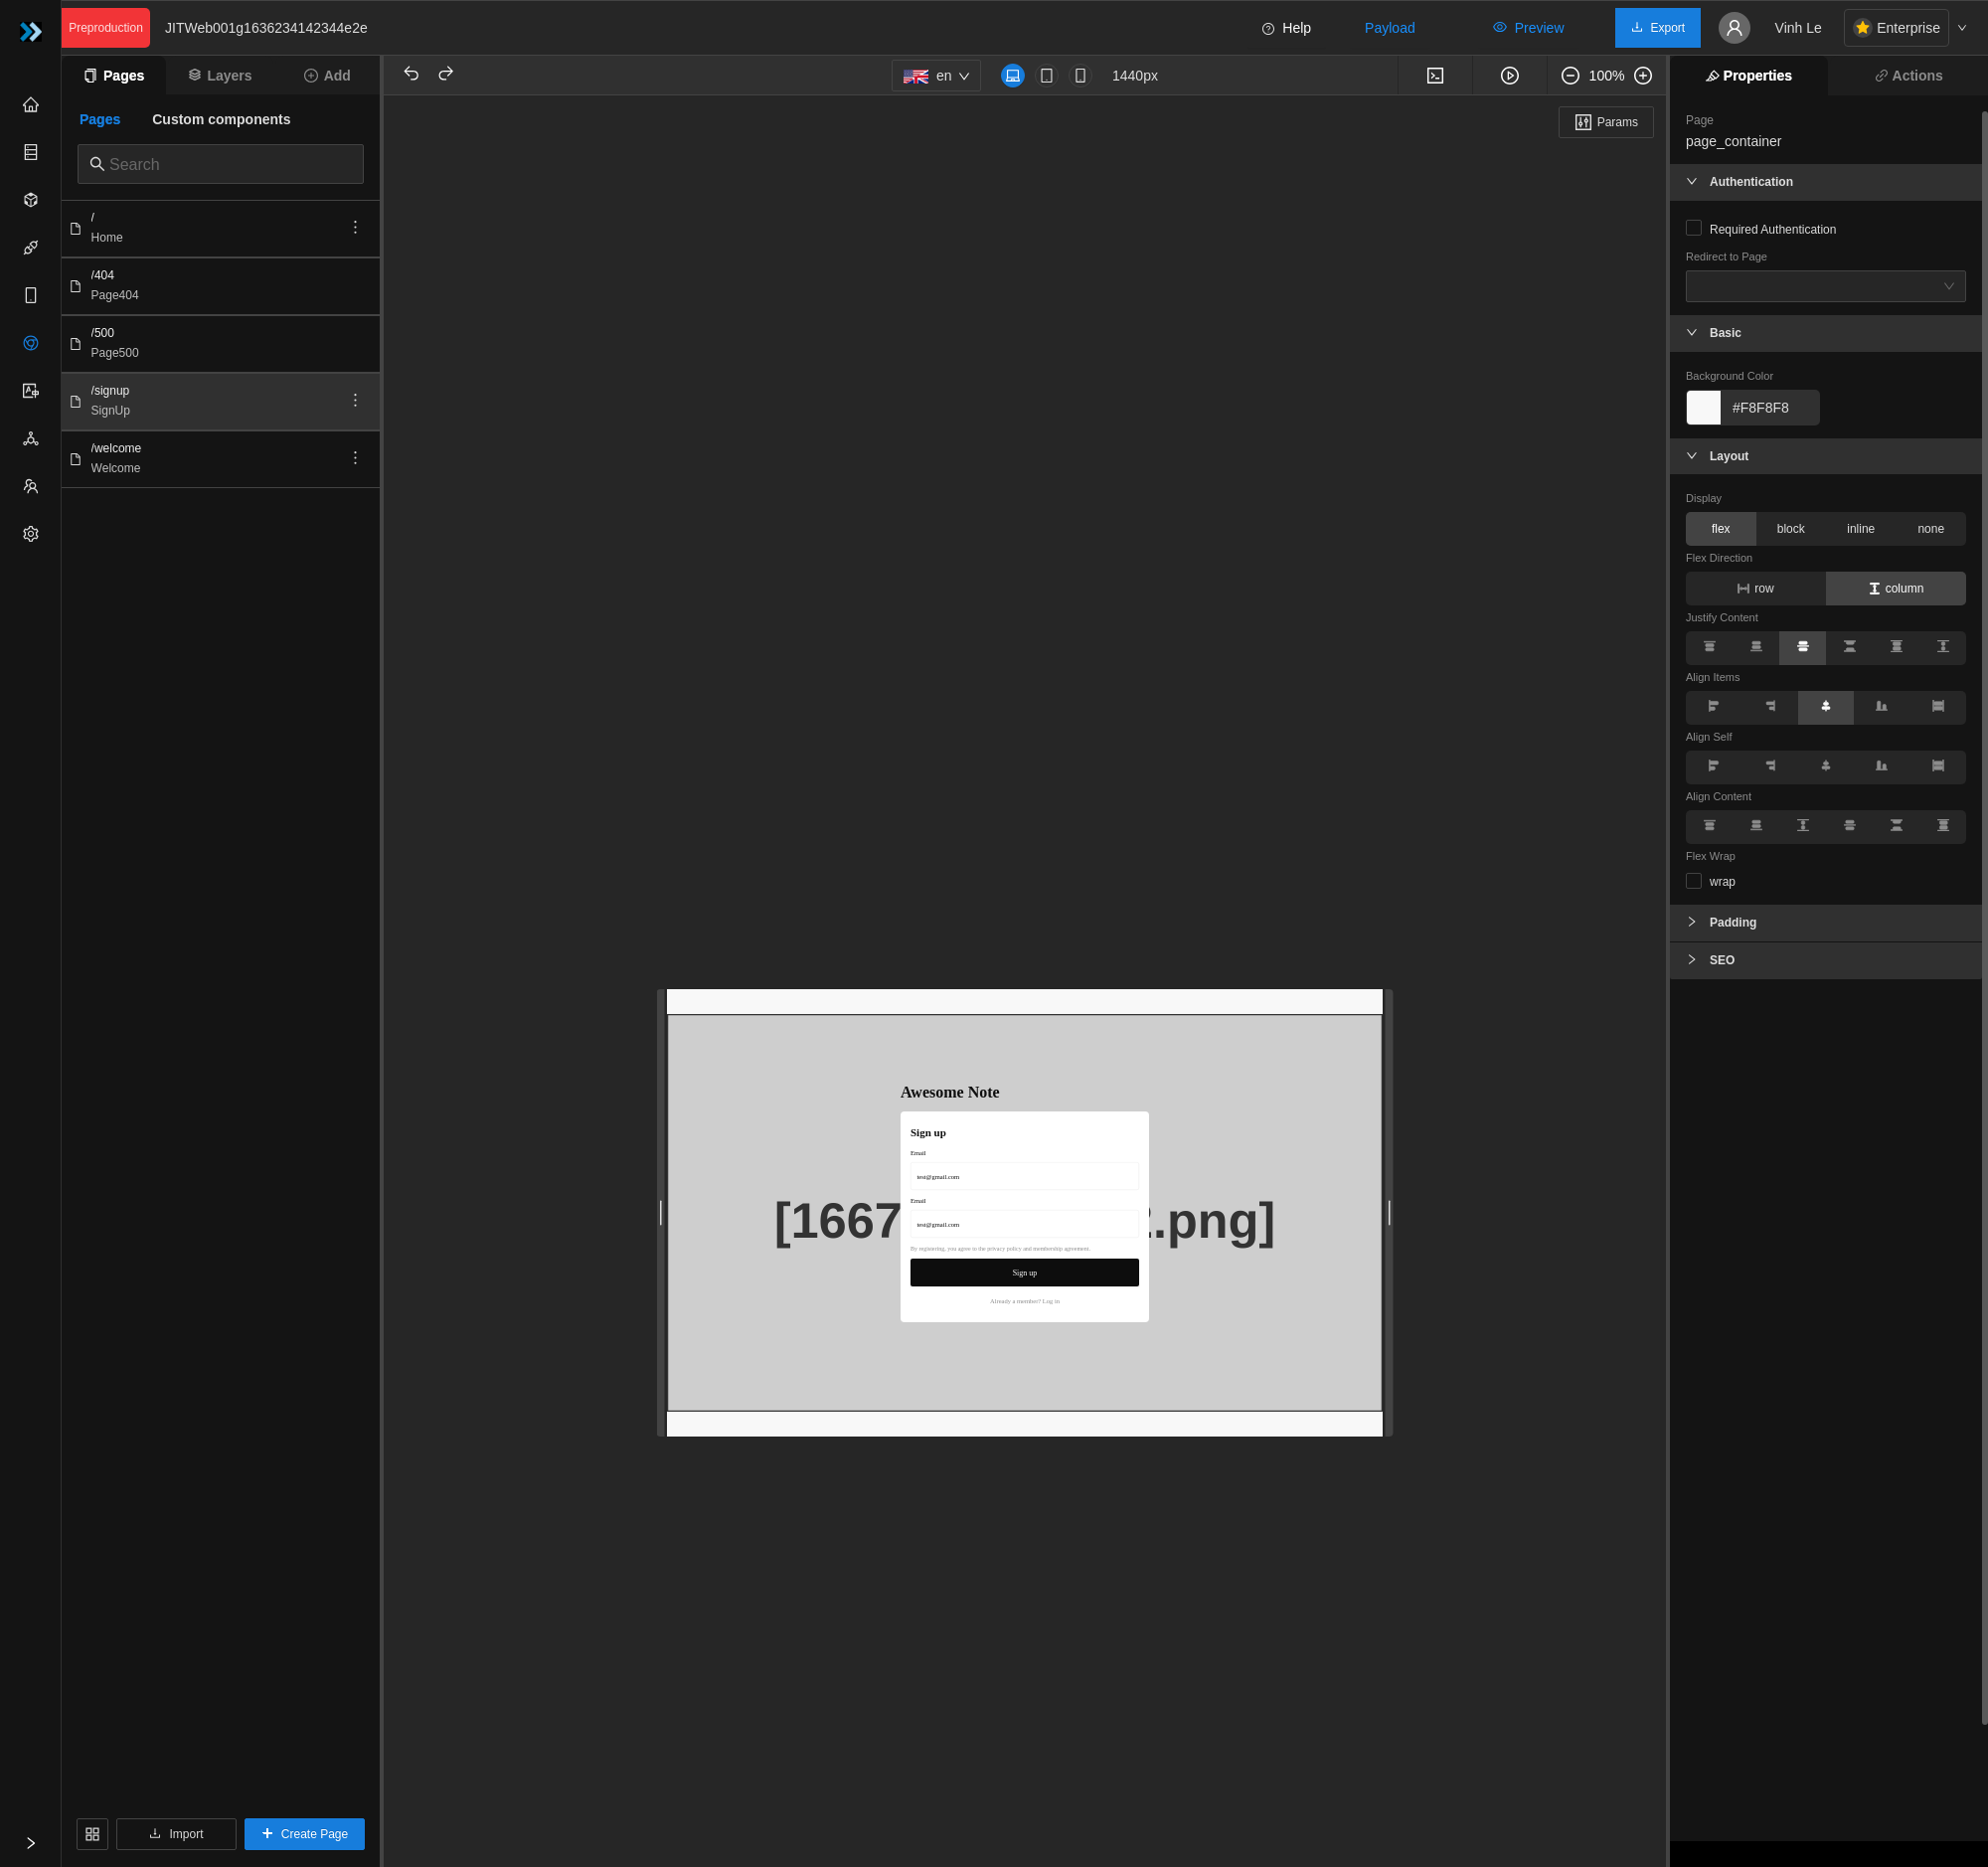 Preproduction
JITWeb001g1636234142344e2e
Help
Payload
Preview
Export
Vinh Le
Enterprise
Pages
Layers
Add
en
1440px
100%
Properties
Actions
Pages
Custom components
Search
/
Home
/404
Page404
/500
Page500
/signup
SignUp
/welcome
Welcome
Import
Create Page
Params
Awesome Note
Sign up
Email
test@gmail.com
Email
test@gmail.com
[1667
.png]
By registering, you agree to the privacy policy and membership agreement.
Sign up
Already a member? Log in
Page
page_container
Authentication
Required Authentication
Redirect to Page
Basic
Background Color
#F8F8F8
Layout
Display
flex
block
inline
none
Flex Direction
row
column
Justify Content
Align Items
Align Self
Align Content
Flex Wrap
wrap
Padding
SEO